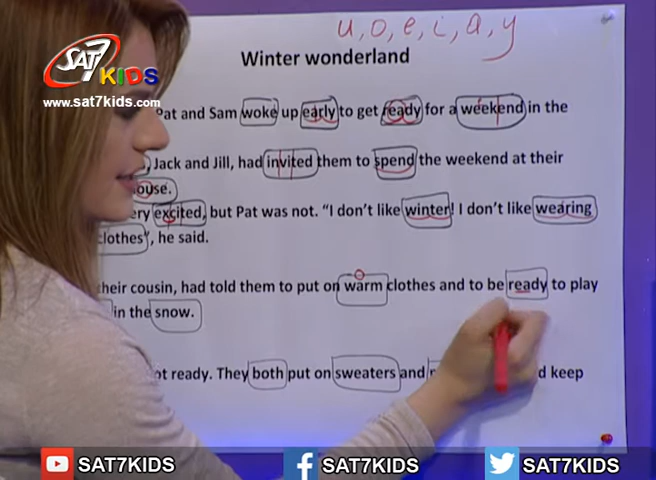 u, o, e, i, a, y
Winter wonderland
SAT7
KIDS
www.sat7kids.com
Pat and Sam woke up early to get ready for a weekend in the
Jack and Jill, had invited them to spend the weekend at their
ouse.
ery excited, but Pat was not. "I don't like winter! I don't like wearing
clothes", he said.
heir cousin, had told them to put on warm clothes and to be ready to play
in the snow.
ot ready. They both put on sweaters and
d keep
SAT7KIDS
SAT7KIDS
SAT7KIDS